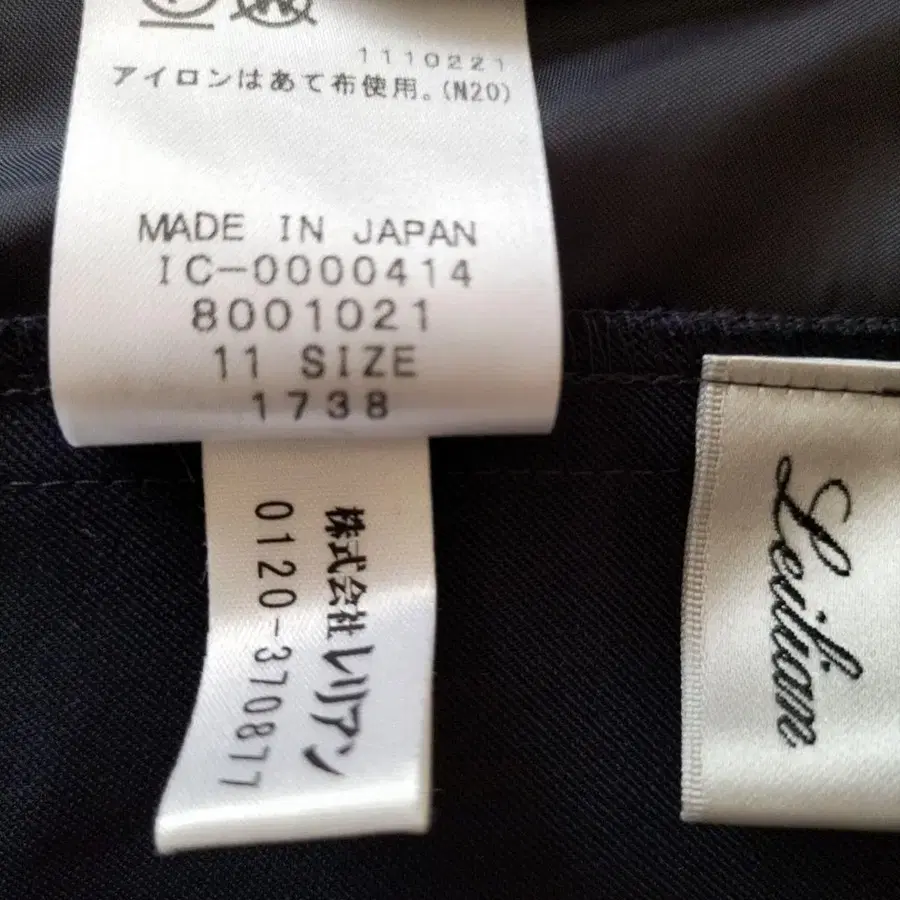 1110221
アイロンはあて布使用。(N20)
MADE IN JAPAN
IC-0000414
8001021
11 SIZE
1738
株式会社レリアン
0120-370877
Leilian